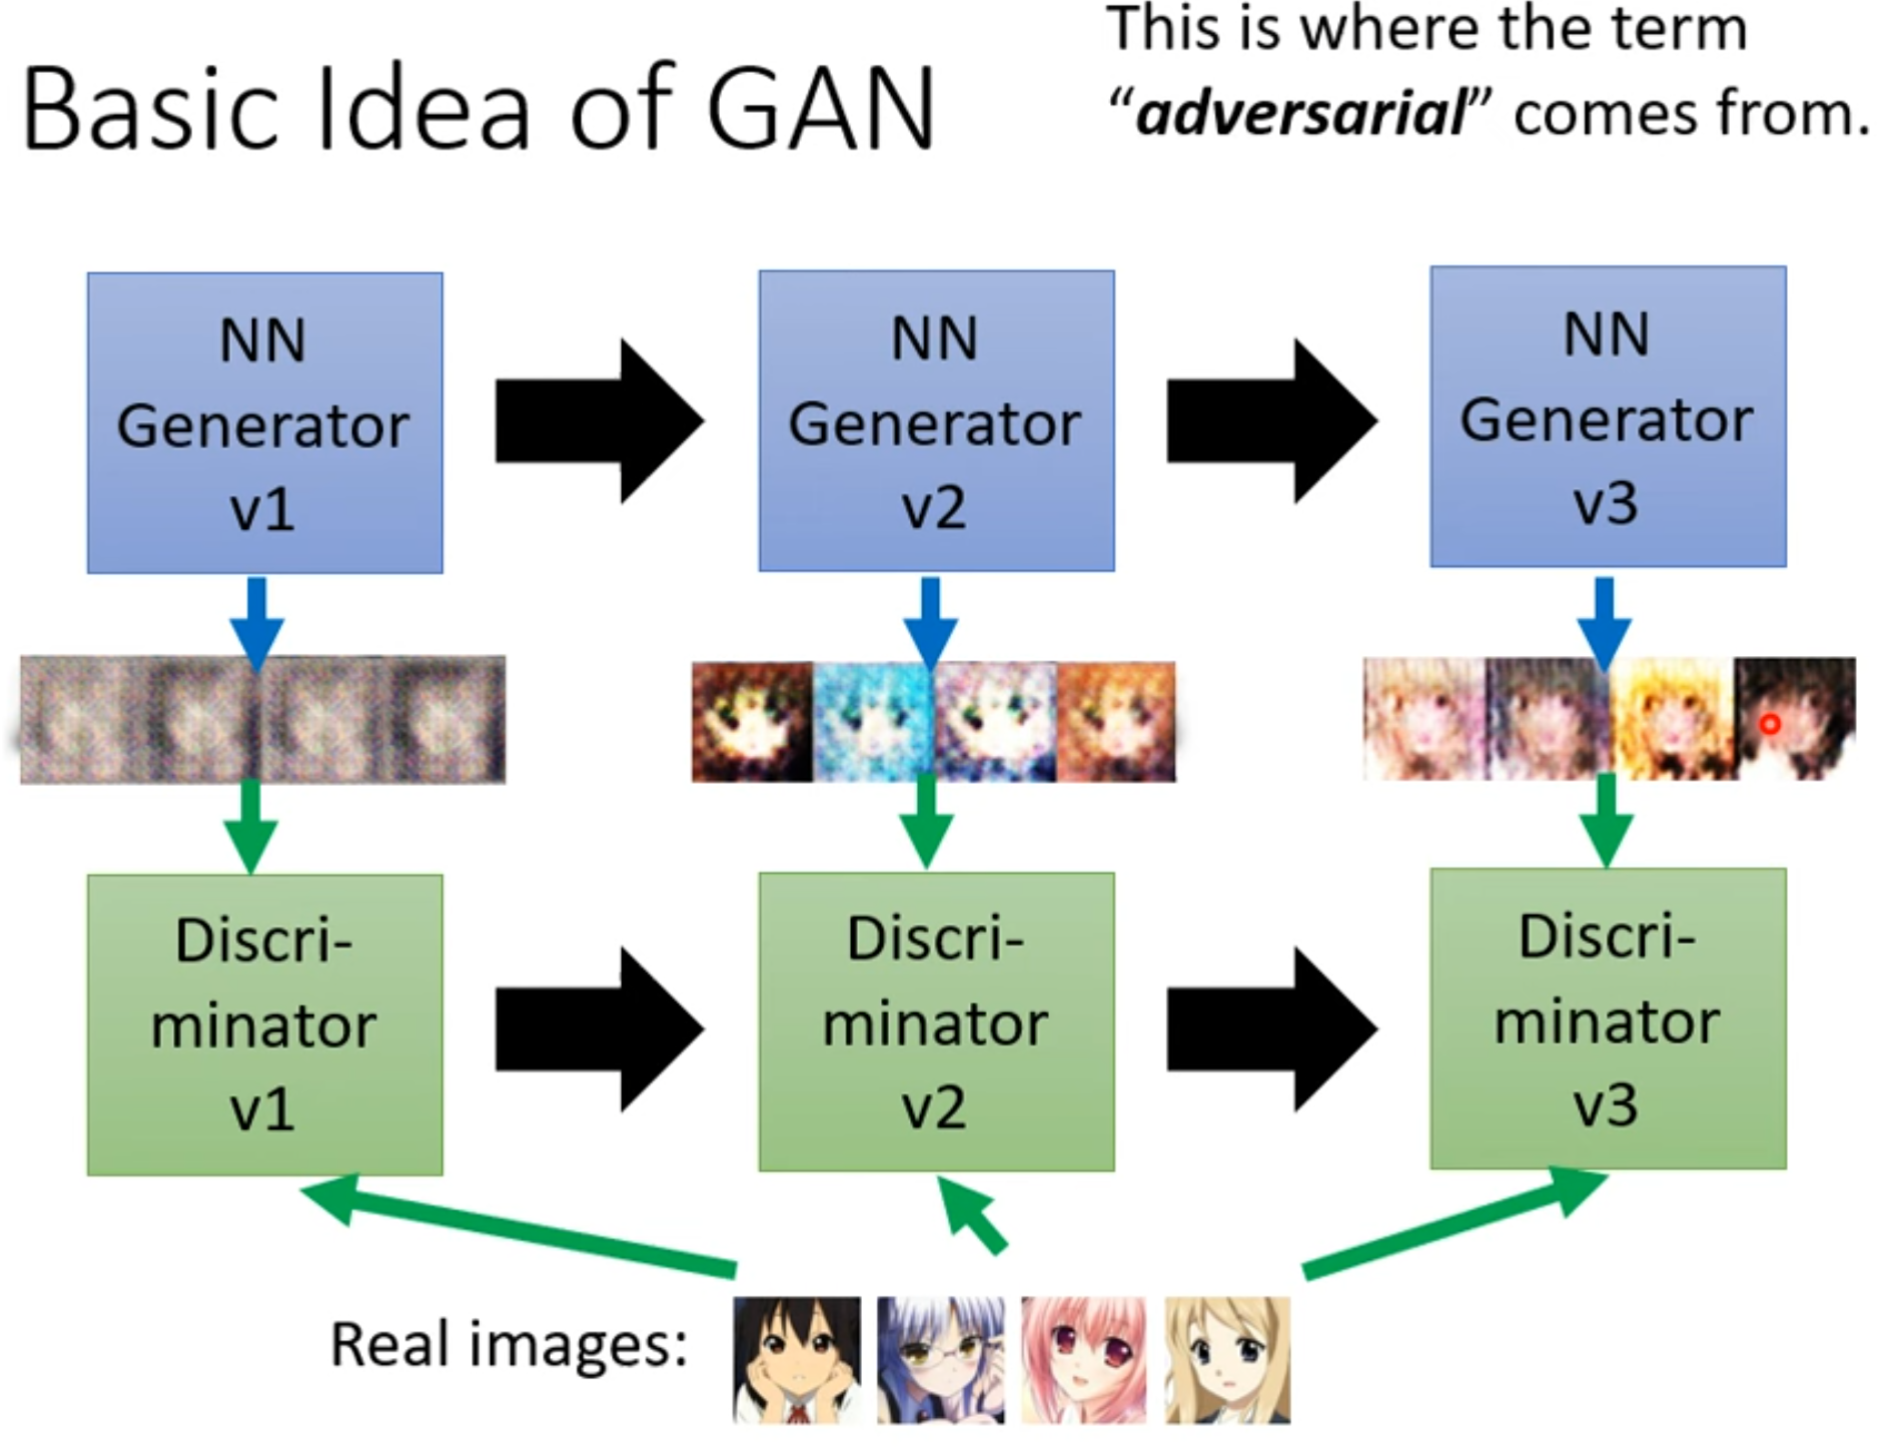 This is where the term
“adversarial” comes from.
Basic Idea of GAN
NN
Generator
v1
NN
Generator
v2
NN
Generator
v3
Discri-
minator
v1
Discri-
minator
v2
Discri-
minator
v3
Real images: